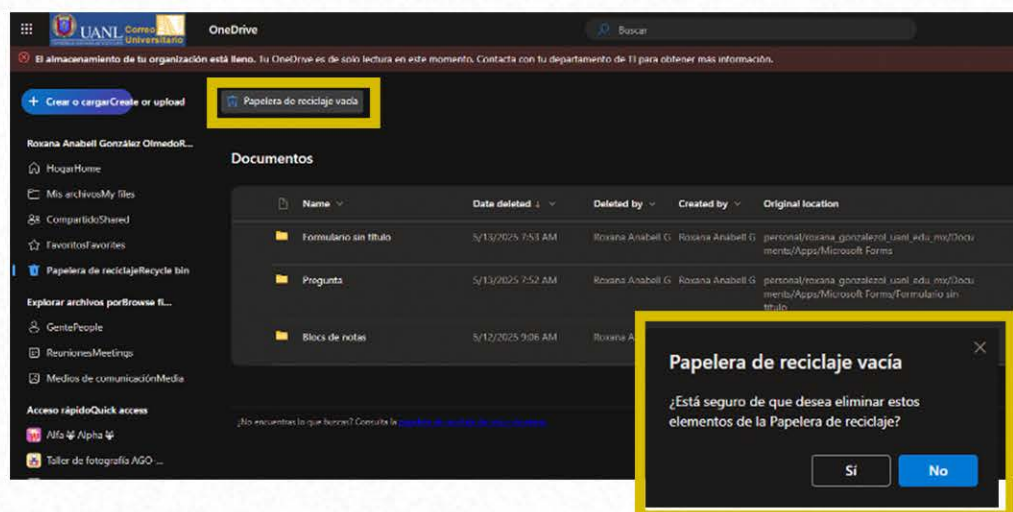 UANL Correo Universitario
OneDrive
Buscar
El almacenamiento de tu organización está lleno. Tu OneDrive es de solo lectura en este momento. Contacta con tu departamento de TI para obtener más información.
+ Crear o cargarCreate or upload
Papelera de reciclaje vacía
Roxana Anabell González OlmedoR...
HogarHome
Mis archivosMy files
CompartidoShared
FavoritosFavorites
Papelera de reciclajeRecycle bin
Explorar archivos porBrowse fi...
GentePeople
ReunionesMeetings
Medios de comunicaciónMedia
Acceso rápidoQuick access
Alfa Alpha
Taller de fotografía AGO-...
Documentos
Name Date deleted ↓ Deleted by Created by Original location
Formulario sin título 5/13/2025 7:53 AM Roxana Anabell G Roxana Anabell G personal/roxana_gonzalezol_uanl_edu_mx/Docu
ments/Apps/Microsoft Forms
Pregunta 5/13/2025 7:52 AM Roxana Anabell G Roxana Anabell G personal/roxana_gonzalezol_uanl_edu_mx/Docu
ments/Apps/Microsoft Forms/Formulario sin
título
Blocs de notas 5/12/2025 9:06 AM Roxana A
¿No encuentras lo que buscas? Consulta la
Papelera de reciclaje vacía
¿Está seguro de que desea eliminar estos
elementos de la Papelera de reciclaje?
Sí No